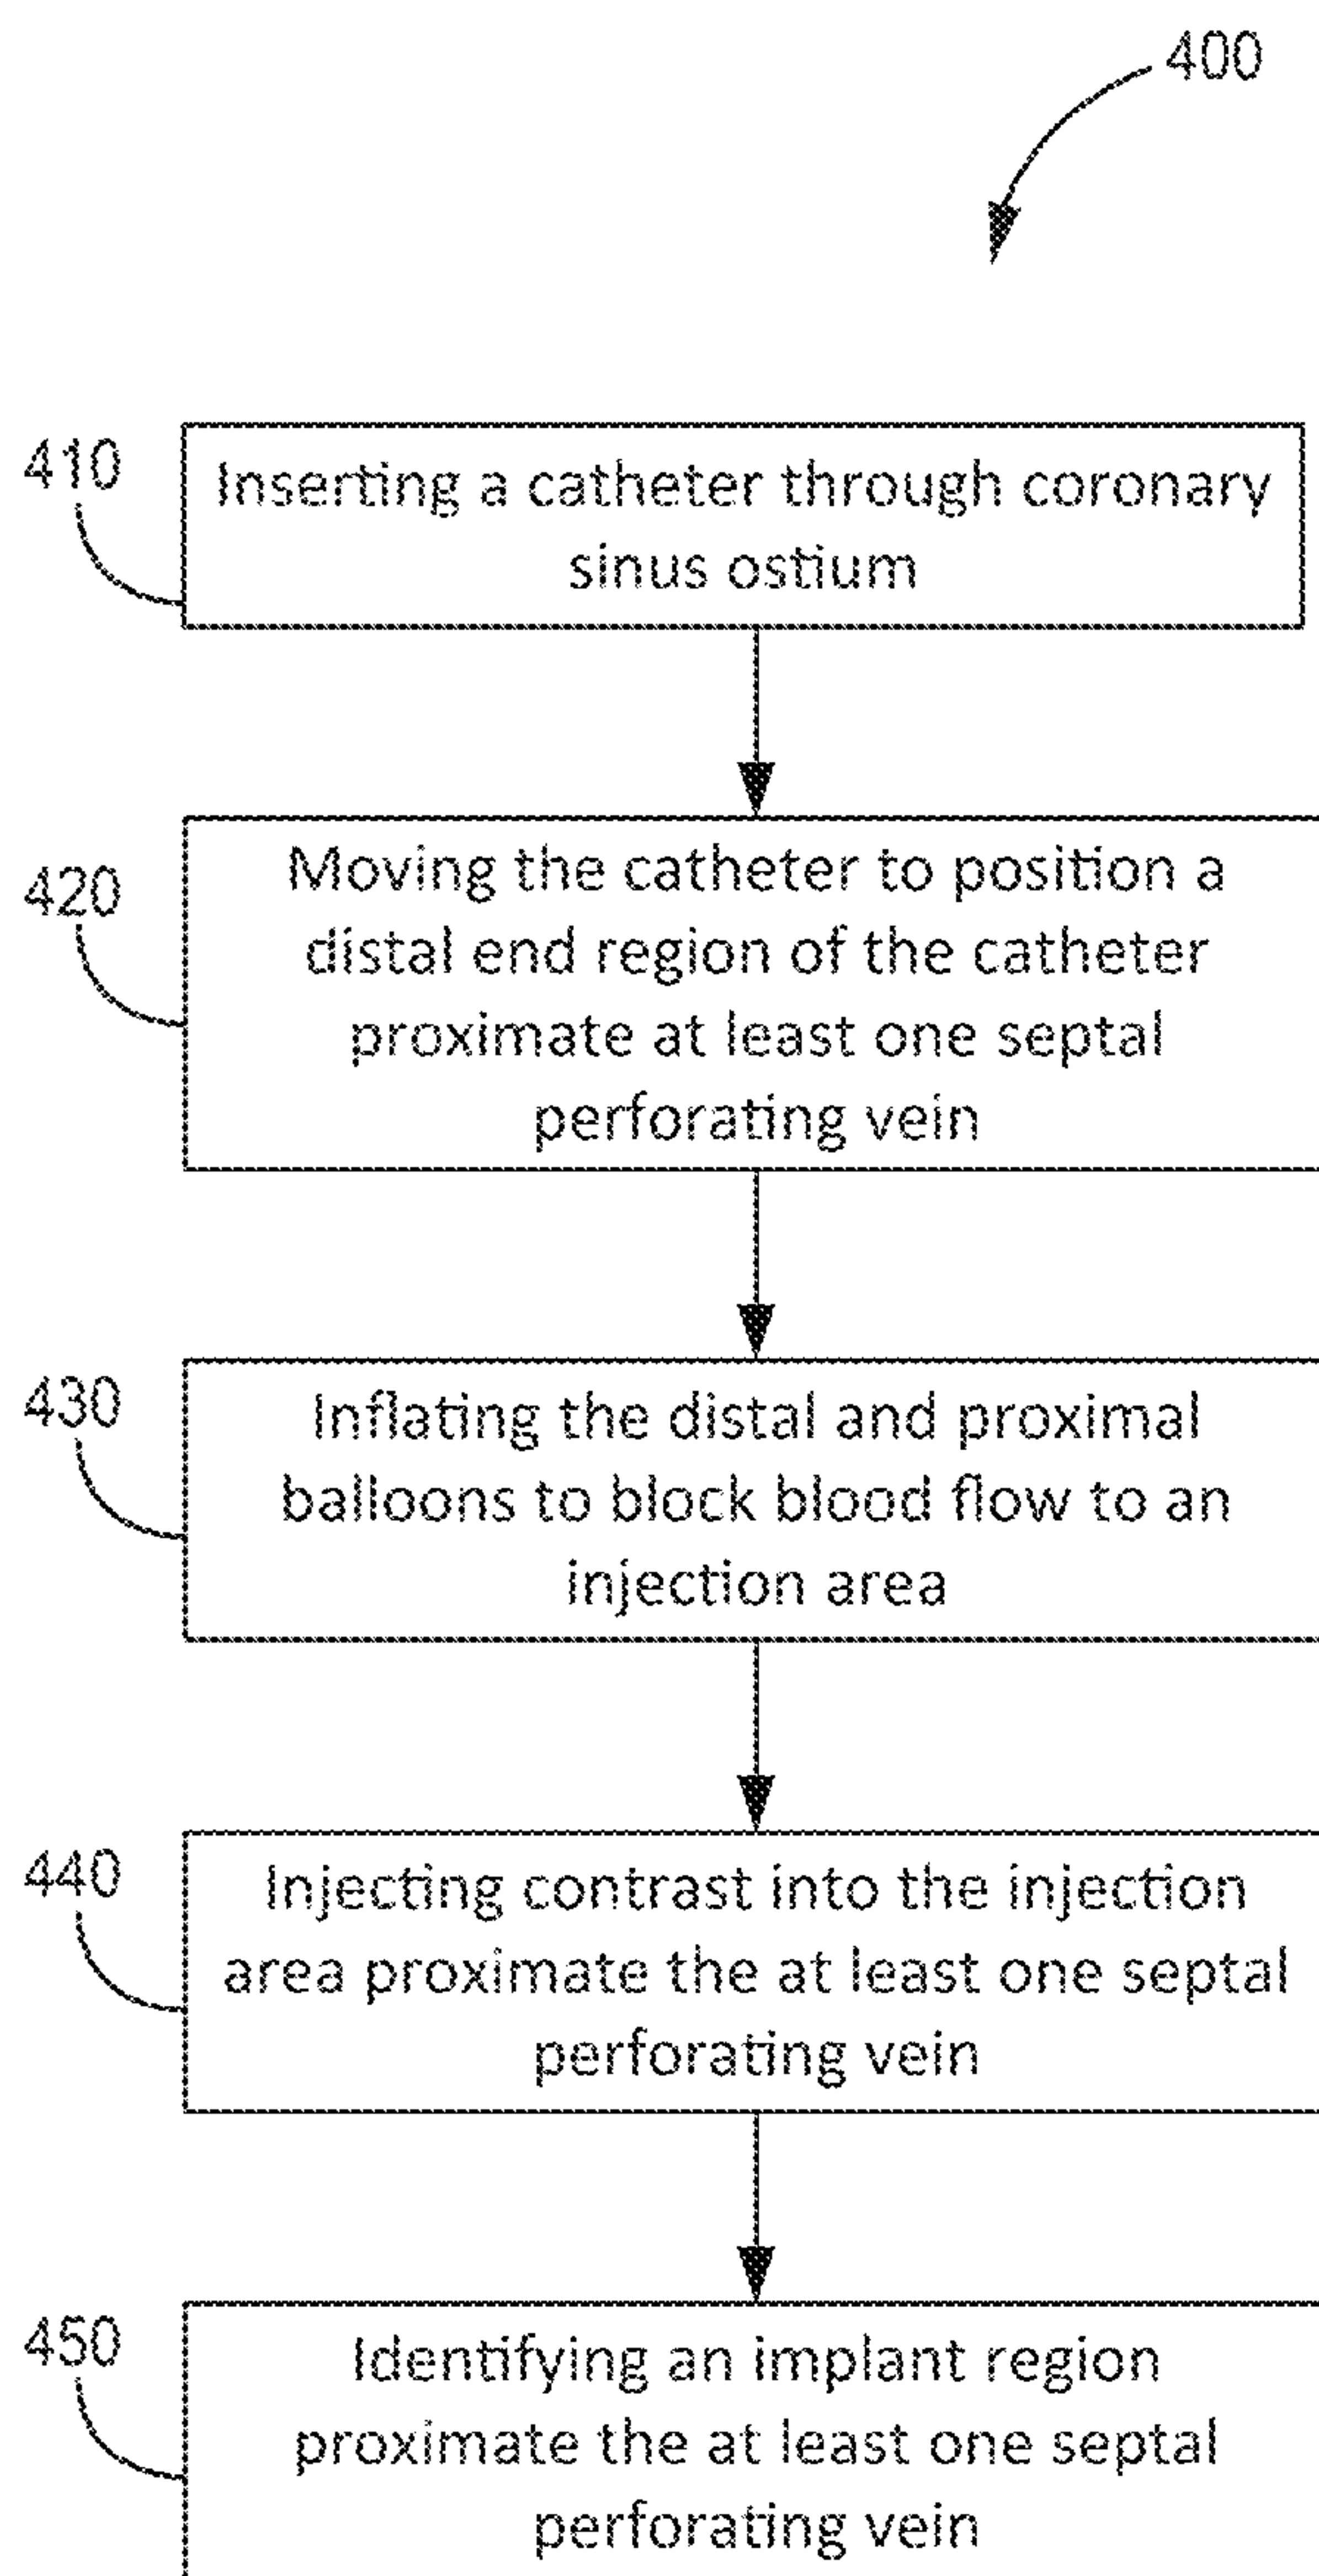 400
410
Inserting a catheter through coronary
sinus ostium
420
Moving the catheter to position a
distal end region of the catheter
proximate at least one septal
perforating vein
430
Inflating the distal and proximal
balloons to block blood flow to an
injection area
440
Injecting contrast into the injection
area proximate the at least one septal
perforating vein
450
Identifying an implant region
proximate the at least one septal
perforating vein